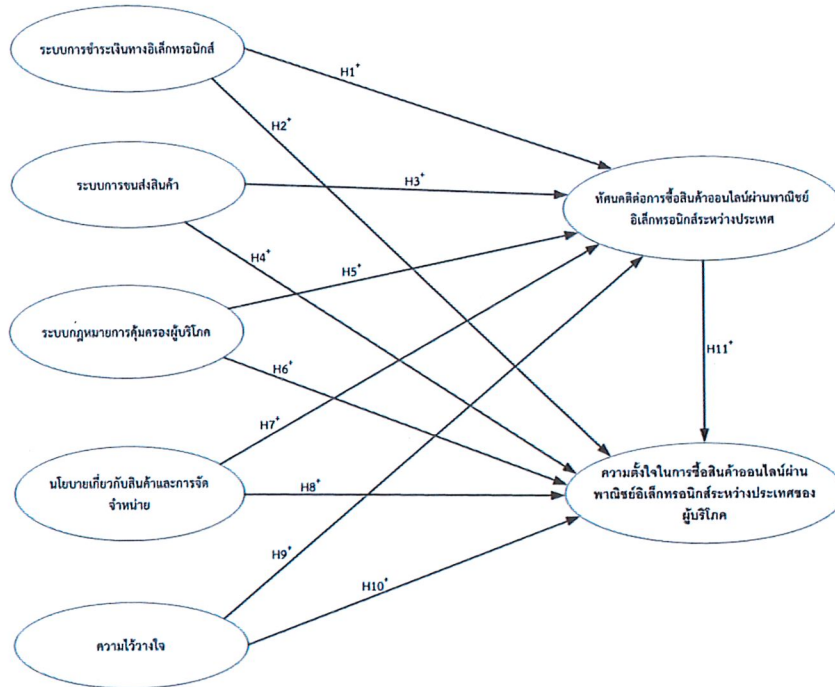 ระบบการชำระเงินทางอิเล็กทรอนิกส์
H1+
H2+
ระบบการขนส่งสินค้า
H3+
ทัศนคติต่อการซื้อสินค้าออนไลน์ผ่านพาณิชย์
อิเล็กทรอนิกส์ระหว่างประเทศ
H4+
H5+
ระบบกฎหมายการคุ้มครองผู้บริโภค
H11+
H6+
H7+
นโยบายเกี่ยวกับสินค้าและการจัด
จำหน่าย
H8+
ความตั้งใจในการซื้อสินค้าออนไลน์ผ่าน
พาณิชย์อิเล็กทรอนิกส์ระหว่างประเทศของ
ผู้บริโภค
H9+
H10+
ความไว้วางใจ